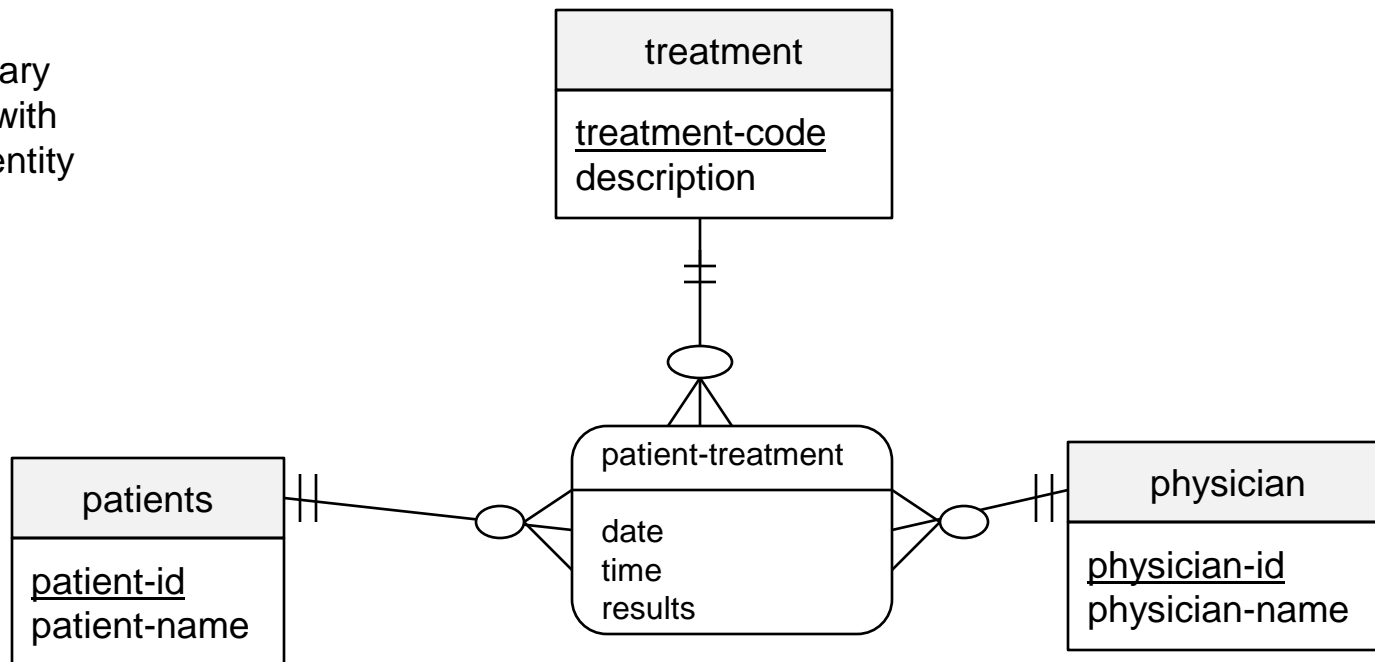 ary
with
entity
treatment
treatment-code
description
patient-treatment
date
time
results
patients
patient-id
patient-name
physician
physician-id
physician-name